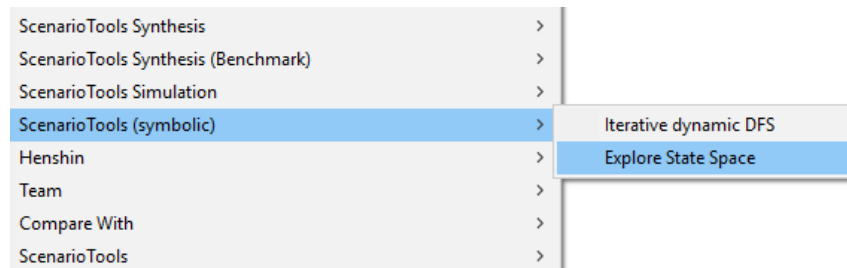 ScenarioTools Synthesis
ScenarioTools Synthesis (Benchmark)
ScenarioTools Simulation
ScenarioTools (symbolic)
Iterative dynamic DFS
Henshin
Explore State Space
Team
Compare With
ScenarioTools